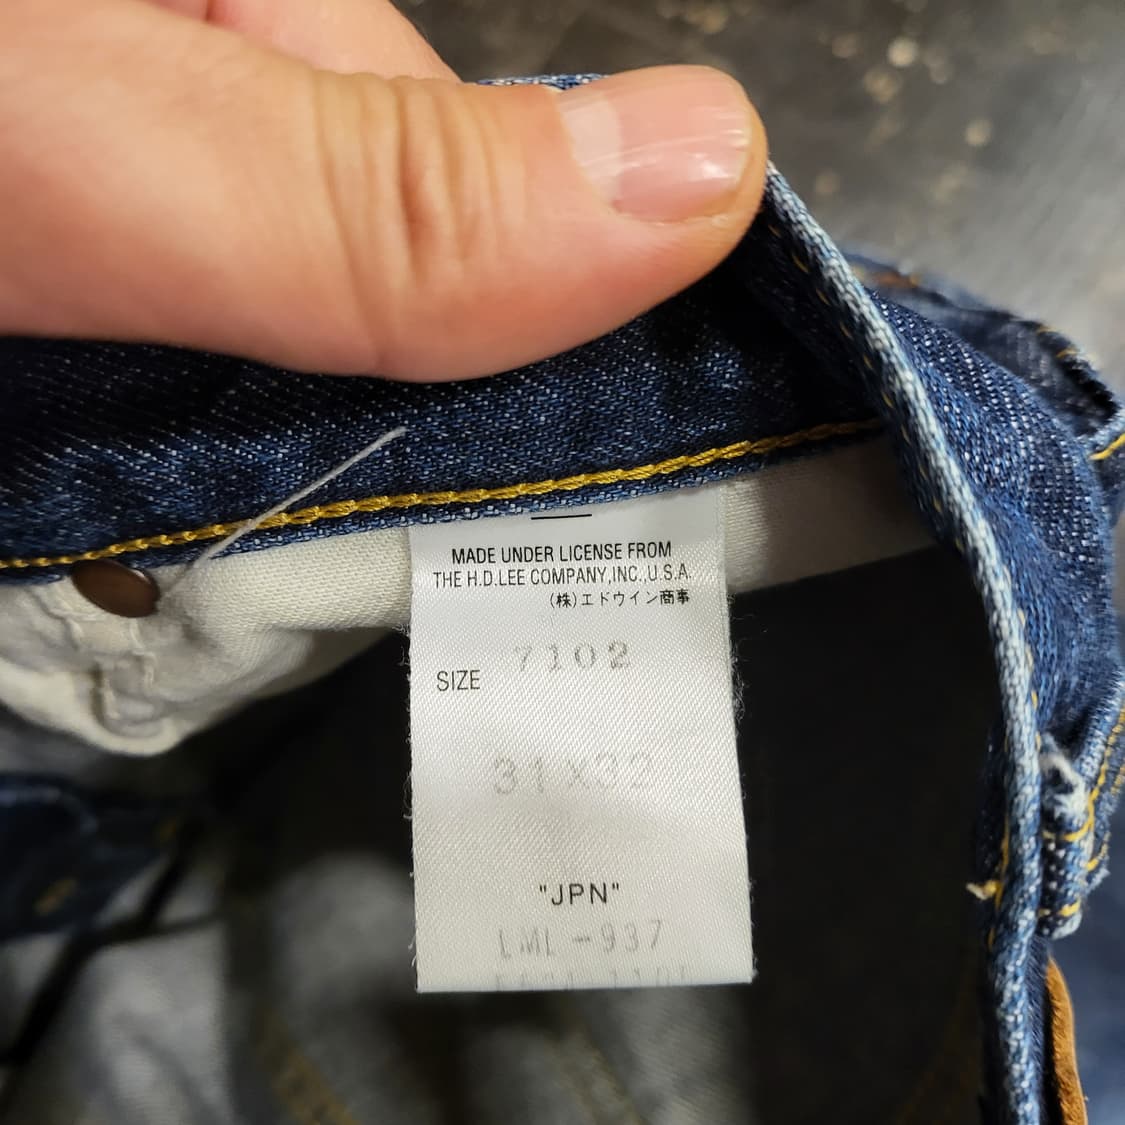 MADE UNDER LICENSE FROM
THE H.D.LEE COMPANY,INC.,U.S.A.
(株)エドウイン商事
7102
SIZE
31X32
"JPN"
LML-937